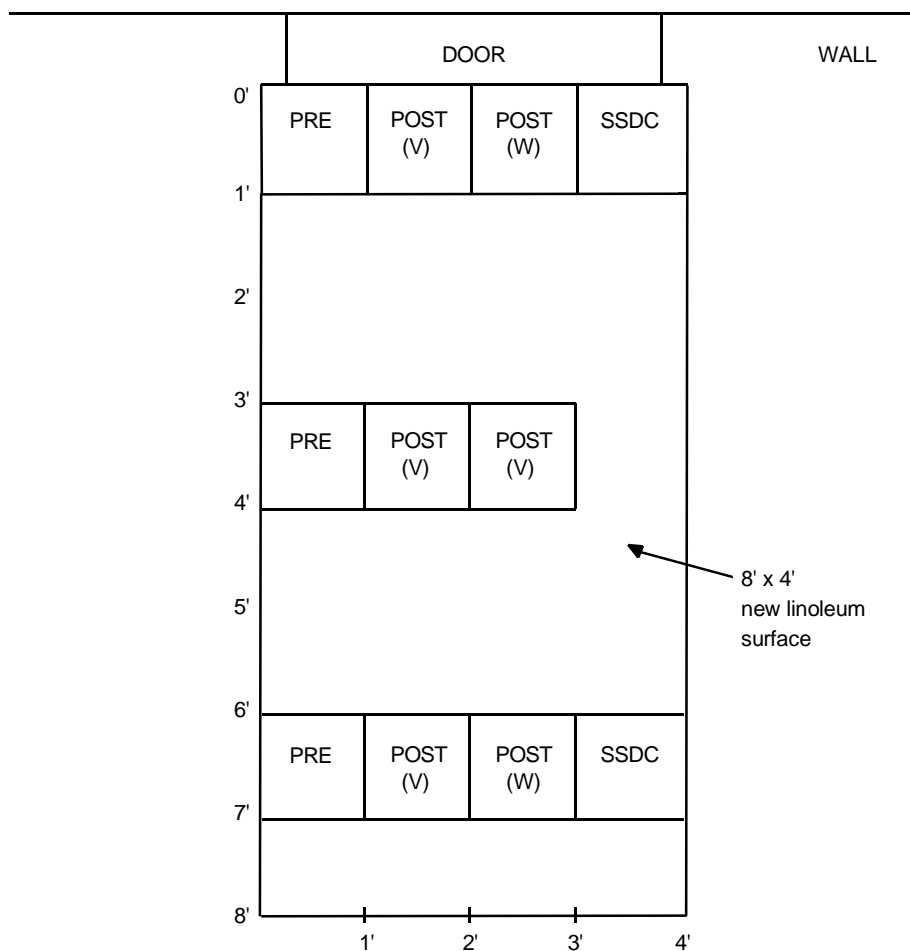 DOOR WALL
0'
PRE POST POST SSDC
(V) (W)
1'
2'
3'
PRE POST POST
(V) (V)
4'
8' x 4'
5' new linoleum
surface
6'
PRE POST POST SSDC
(V) (W)
7'
8'
1' 2' 3' 4'